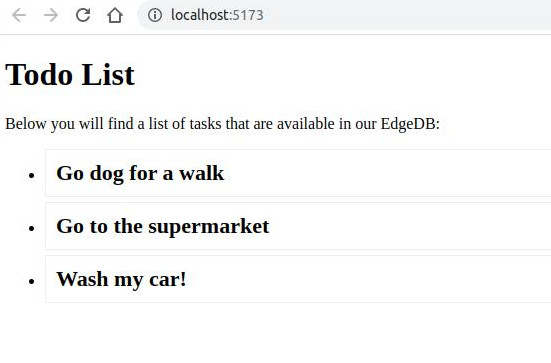 localhost:5173
Todo List
Below you will find a list of tasks that are available in our EdgeDB:
Go dog for a walk
Go to the supermarket
Wash my car!